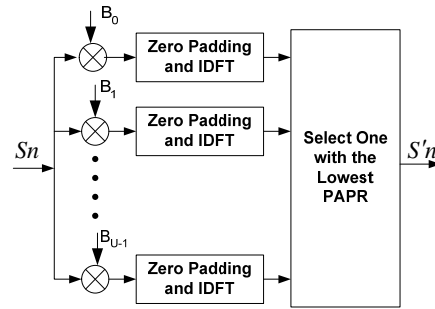 B0
Zero Padding
and IDFT
B1
Zero Padding
and IDFT
Sn
Select One
with the
Lowest
PAPR
S'n
BU-1
Zero Padding
and IDFT